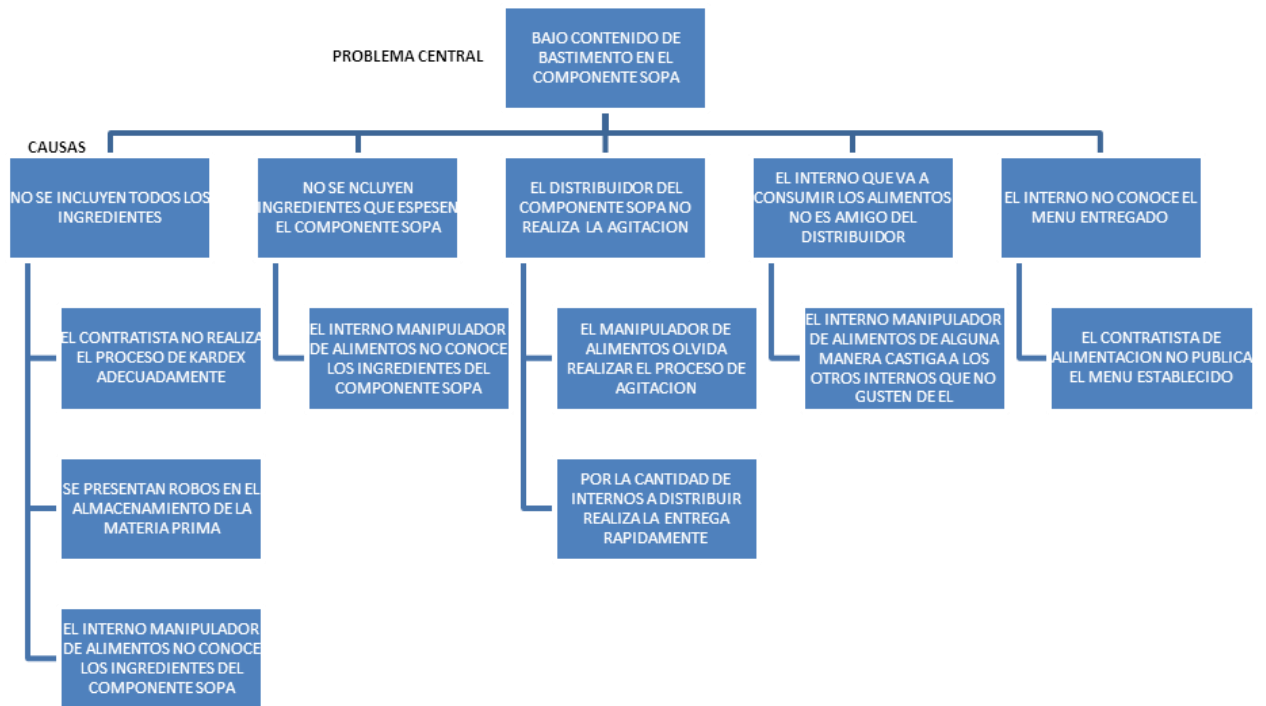 PROBLEMA CENTRAL
BAJO CONTENIDO DE
BASTIMENTO EN EL
COMPONENTE SOPA
CAUSAS
NO SE INCLUYEN TODOS LOS
INGREDIENTES
NO SE NCLUYEN
INGREDIENTES QUE ESPESEN
EL COMPONENTE SOPA
EL DISTRIBUIDOR DEL
COMPONENTE SOPA NO
REALIZA LA AGITACION
EL INTERNO QUE VA A
CONSUMIR LOS ALIMENTOS
NO ES AMIGO DEL
DISTRIBUIDOR
EL INTERNO NO CONOCE EL
MENU ENTREGADO
EL CONTRATISTA NO REALIZA
EL PROCESO DE KARDEX
ADECUADAMENTE
EL INTERNO MANIPULADOR
DE ALIMENTOS NO CONOCE
LOS INGREDIENTES DEL
COMPONENTE SOPA
EL MANIPULADOR DE
ALIMENTOS OLVIDA
REALIZAR EL PROCESO DE
AGITACION
EL INTERNO MANIPULADOR
DE ALIMENTOS DE ALGUNA
MANERA CASTIGA A LOS
OTROS INTERNOS QUE NO
GUSTEN DE EL
EL CONTRATISTA DE
ALIMENTACION NO PUBLICA
EL MENU ESTABLECIDO
SE PRESENTAN ROBOS EN EL
ALMACENAMIENTO DE LA
MATERIA PRIMA
POR LA CANTIDAD DE
INTERNOS A DISTRIBUIR
REALIZA LA ENTREGA
RAPIDAMENTE
EL INTERNO MANIPULADOR
DE ALIMENTOS NO CONOCE
LOS INGREDIENTES DEL
COMPONENTE SOPA